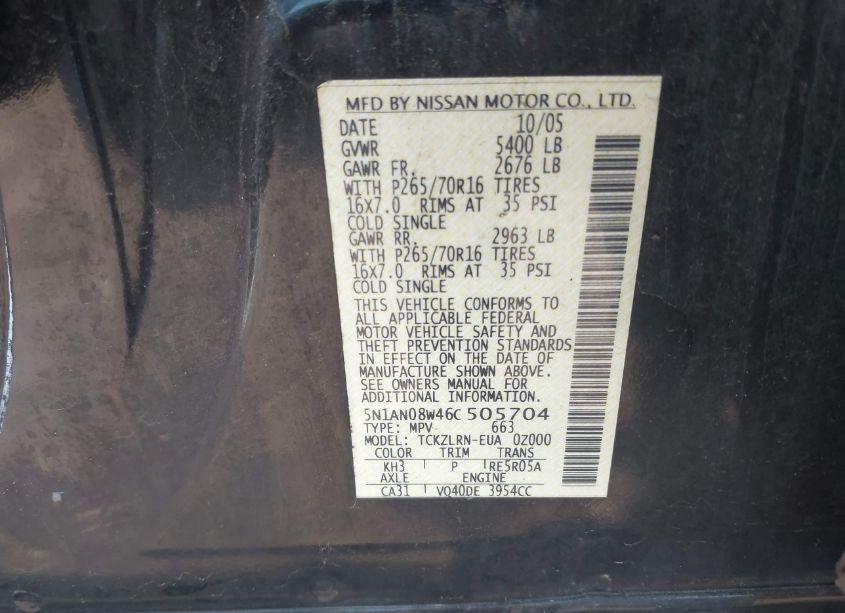 MFD BY NISSAN MOTOR CO., LTD.
DATE 10/05
GVWR 5400 LB
GAWR FR. 2676 LB
WITH P265/70R16 TIRES
16X7.0 RIMS AT 35 PSI
COLD SINGLE
GAWR RR. 2963 LB
WITH P265/70R16 TIRES
16X7.0 RIMS AT 35 PSI
COLD SINGLE
THIS VEHICLE CONFORMS TO
ALL APPLICABLE FEDERAL
MOTOR VEHICLE SAFETY AND
THEFT PREVENTION STANDARDS
IN EFFECT ON THE DATE OF
MANUFACTURE SHOWN ABOVE.
SEE OWNERS MANUAL FOR
ADDITIONAL INFORMATION.
5N1AN08W46C 505704
TYPE: MPV 663
MODEL: TCKZLRN-EUA 0Z000
COLOR TRIM TRANS
KH3 P RE5R05A
AXLE ENGINE
CA31 VQ40DE 3954CC